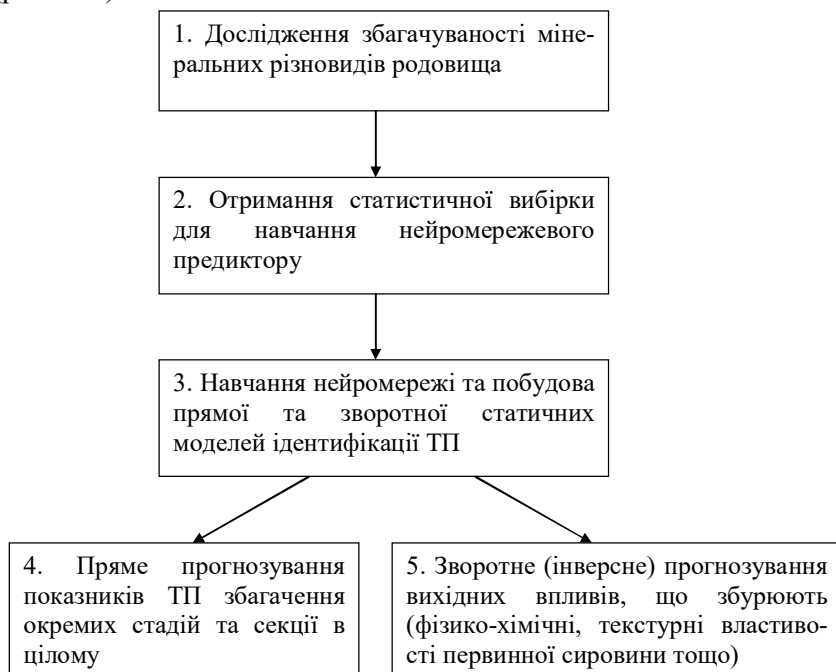 1. Дослідження збагачуваності міне-
ральних різновидів родовища
2. Отримання статистичної вибірки
для навчання нейромережевого
предиктору
3. Навчання нейромережі та побудова
прямої та зворотної статичних
моделей ідентифікації ТП
4. Пряме прогнозування
показників ТП збагачення
окремих стадій та секції в
цілому
5. Зворотне (інверсне) прогнозування
вихідних впливів, що збурюють
(фізико-хімічні, текстурні властиво-
сті первинної сировини тощо)